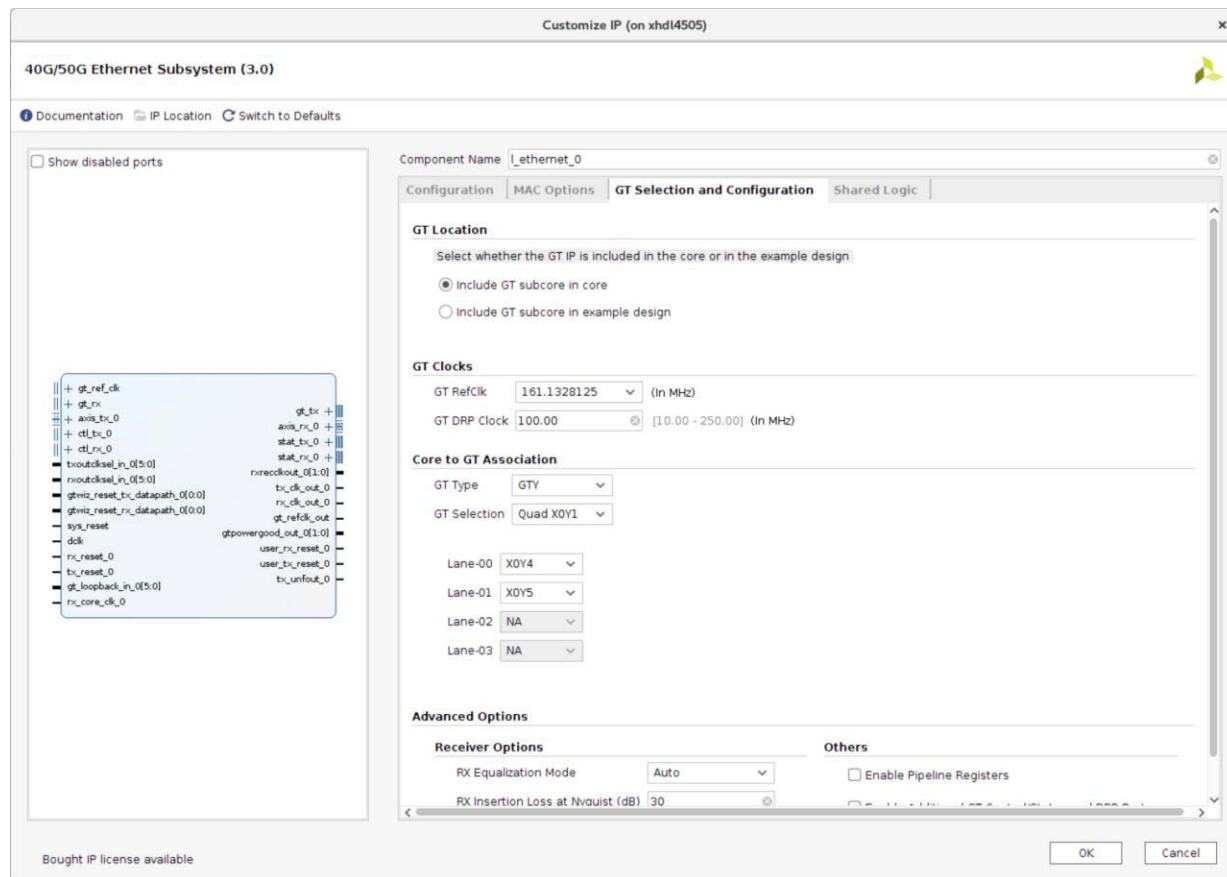 Customize IP (on xhdl4505)
×
40G/50G Ethernet Subsystem (3.0)
Documentation IP Location Switch to Defaults
Show disabled ports
Component Name l_ethernet_0
Configuration MAC Options GT Selection and Configuration Shared Logic
GT Location
Select whether the GT IP is included in the core or in the example design
Include GT subcore in core
Include GT subcore in example design
GT Clocks
GT RefClk 161.1328125 (In MHz)
GT DRP Clock 100.00 [10.00 - 250.00] (In MHz)
Core to GT Association
GT Type GTY
GT Selection Quad X0Y1
Lane-00 X0Y4
Lane-01 X0Y5
Lane-02 NA
Lane-03 NA
Advanced Options
Receiver Options
Others
RX Equalization Mode Auto
Enable Pipeline Registers
RX Insertion Loss at Nyquist (dB) 30
gt_ref_clk
gt_rx
axis_tx_0
ctl_tx_0
ctl_rx_0
txoutclksel_in_0[5:0]
rxoutclksel_in_0[5:0]
gtwiz_reset_tx_datapath_0[0:0]
gtwiz_reset_rx_datapath_0[0:0]
sys_reset
dclk
rx_reset_0
tx_reset_0
gt_loopback_in_0[5:0]
rx_core_clk_0
gt_tx
axis_rx_0
stat_tx_0
stat_rx_0
rxrecclkout_0[1:0]
tx_clk_out_0
rx_clk_out_0
gt_refclk_out
gtpowergood_out_0[1:0]
user_rx_reset_0
user_tx_reset_0
tx_unfout_0
Bought IP license available
OK
Cancel